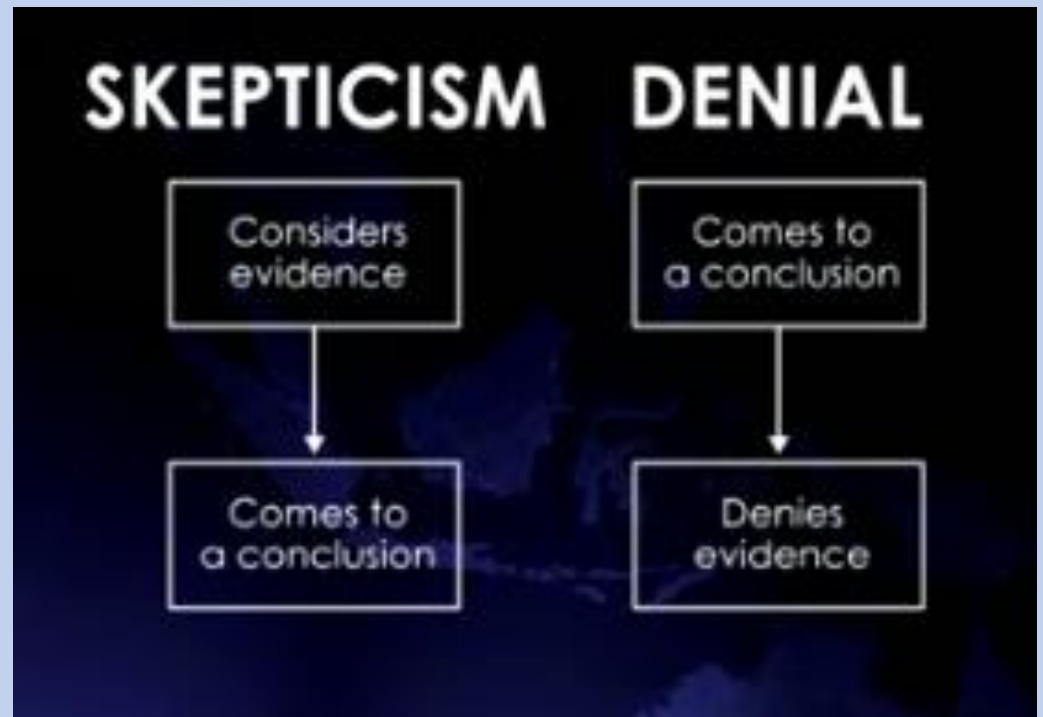 SKEPTICISM
Considers
evidence
Comes to
a conclusion
DENIAL
Comes to
a conclusion
Denies
evidence